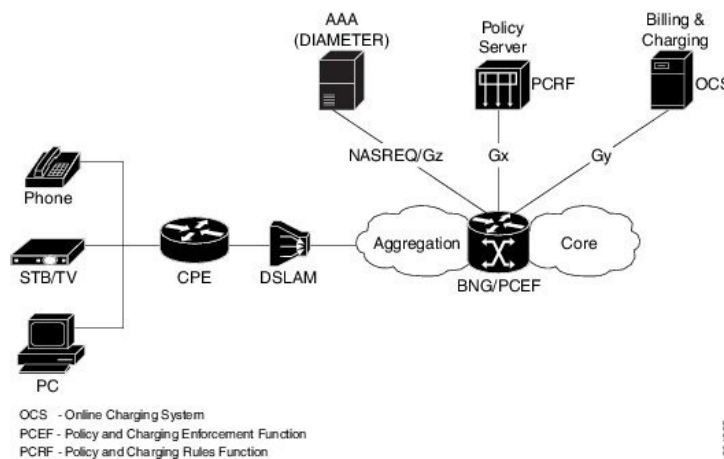 AAA
(DIAMETER)
Policy
Server
Billing &
Charging
PCRF
OCS
NASREQ/Gz
Gx
Gy
Phone
STB/TV
CPE
DSLAM
Aggregation
Core
BNG/PCEF
PC
OCS - Online Charging System
PCEF - Policy and Charging Enforcement Function
PCRF - Policy and Charging Rules Function